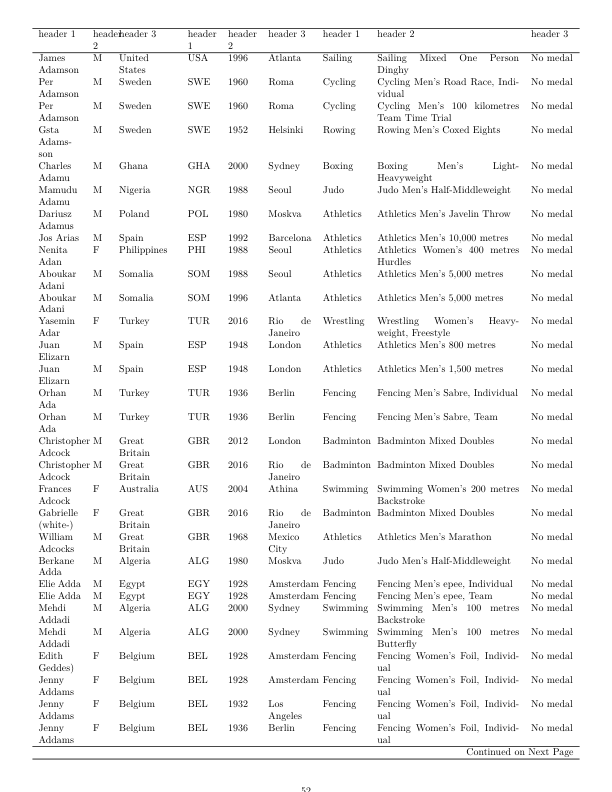 header 1 header 2 header 3 header 1 header 2 header 3 header 1 header 2 header 3
James Adamson M United States USA 1996 Atlanta Sailing Sailing Mixed One Person Dinghy No medal
Per Adamson M Sweden SWE 1960 Roma Cycling Cycling Men's Road Race, Individual No medal
Per Adamson M Sweden SWE 1960 Roma Cycling Cycling Men's 100 kilometres Team Time Trial No medal
Gsta Adamsson M Sweden SWE 1952 Helsinki Rowing Rowing Men's Coxed Eights No medal
Charles Adamu M Ghana GHA 2000 Sydney Boxing Boxing Men's Light-Heavyweight No medal
Mamudu Adamu M Nigeria NGR 1988 Seoul Judo Judo Men's Half-Middleweight No medal
Dariusz Adamus M Poland POL 1980 Moskva Athletics Athletics Men's Javelin Throw No medal
Jos Arias M Spain ESP 1992 Barcelona Athletics Athletics Men's 10,000 metres No medal
Nenita Adan F Philippines PHI 1988 Seoul Athletics Athletics Women's 400 metres Hurdles No medal
Aboukar Adani M Somalia SOM 1988 Seoul Athletics Athletics Men's 5,000 metres No medal
Aboukar Adani M Somalia SOM 1996 Atlanta Athletics Athletics Men's 5,000 metres No medal
Yasemin Adar F Turkey TUR 2016 Rio de Janeiro Wrestling Wrestling Women's Heavyweight, Freestyle No medal
Juan Elizarn M Spain ESP 1948 London Athletics Athletics Men's 800 metres No medal
Juan Elizarn M Spain ESP 1948 London Athletics Athletics Men's 1,500 metres No medal
Orhan Ada M Turkey TUR 1936 Berlin Fencing Fencing Men's Sabre, Individual No medal
Orhan Ada M Turkey TUR 1936 Berlin Fencing Fencing Men's Sabre, Team No medal
Christopher Adcock M Great Britain GBR 2012 London Badminton Badminton Mixed Doubles No medal
Christopher Adcock M Great Britain GBR 2016 Rio de Janeiro Badminton Badminton Mixed Doubles No medal
Frances Adcock F Australia AUS 2004 Athina Swimming Swimming Women's 200 metres Backstroke No medal
Gabrielle (white-) F Great Britain GBR 2016 Rio de Janeiro Badminton Badminton Mixed Doubles No medal
William Adcocks M Great Britain GBR 1968 Mexico City Athletics Athletics Men's Marathon No medal
Berkane Adda M Algeria ALG 1980 Moskva Judo Judo Men's Half-Middleweight No medal
Elie Adda M Egypt EGY 1928 Amsterdam Fencing Fencing Men's epee, Individual No medal
Elie Adda M Egypt EGY 1928 Amsterdam Fencing Fencing Men's epee, Team No medal
Mehdi Addadi M Algeria ALG 2000 Sydney Swimming Swimming Men's 100 metres Backstroke No medal
Mehdi Addadi M Algeria ALG 2000 Sydney Swimming Swimming Men's 100 metres Butterfly No medal
Edith Geddes) F Belgium BEL 1928 Amsterdam Fencing Fencing Women's Foil, Individual No medal
Jenny Addams F Belgium BEL 1928 Amsterdam Fencing Fencing Women's Foil, Individual No medal
Jenny Addams F Belgium BEL 1932 Los Angeles Fencing Fencing Women's Foil, Individual No medal
Jenny Addams F Belgium BEL 1936 Berlin Fencing Fencing Women's Foil, Individual No medal
Continued on Next Page